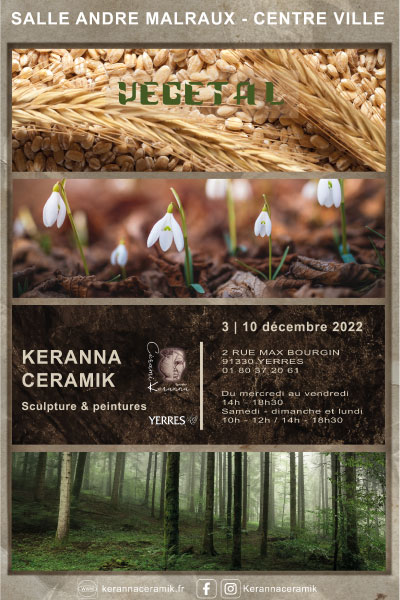 SALLE ANDRE MALRAUX - CENTRE VILLE
VEGETAL
KERANNA
CERAMIK
Sculpture & peintures
Cérami
Keranna
YERRES
3 | 10 décembre 2022
2 RUE MAX BOURGIN
91330 YERRES
01 80 37 20 61
Du mercredi au vendredi
14h - 18h30
Samedi - dimanche et lundi
10h - 12h / 14h - 18h30
kerannaceramik.fr
Kerannaceramik